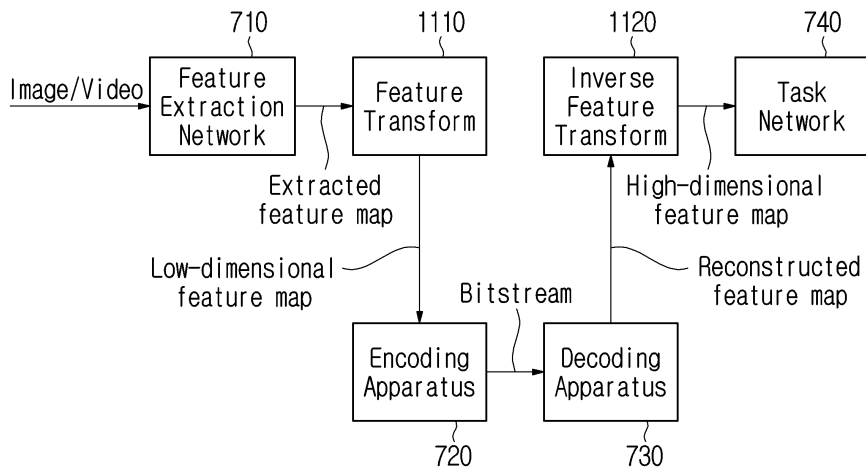 710
1110
1120
740
Image/Video
Feature
Extraction
Network
Feature
Transform
Inverse
Feature
Transform
Task
Network
Extracted
feature map
High-dimensional
feature map
Low-dimensional
feature map
Reconstructed
feature map
Bitstream
Encoding
Apparatus
Decoding
Apparatus
720
730